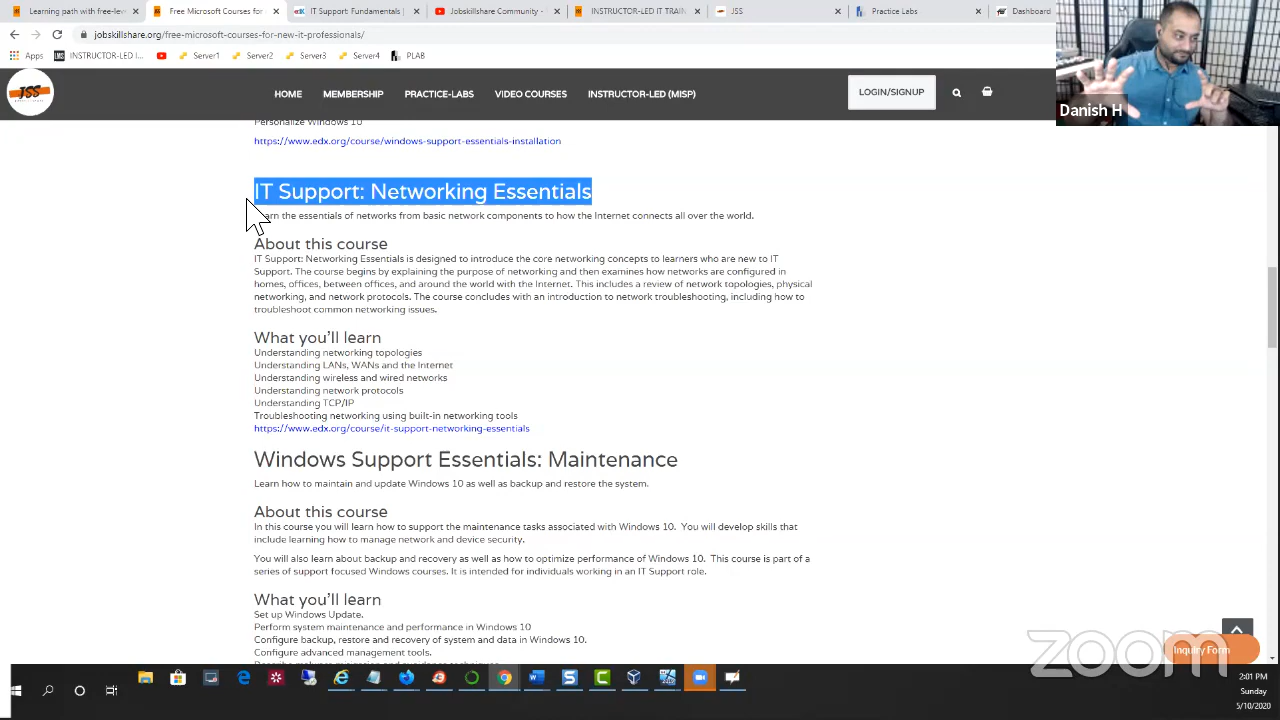 Learning path with free-lev
Free Microsoft Courses for
IT Support: Fundamentals
Jobskillshare Community -
INSTRUCTOR-LED IT TRAIN
JSS
Practice Labs
Dashboard
jobskillshare.org/free-microsoft-courses-for-new-it-professionals/
Apps
INSTRUCTOR-LED I...
Server1
Server2
Server3
Server4
PLAB
JSS
HOME
MEMBERSHIP
PRACTICE-LABS
VIDEO COURSES
INSTRUCTOR-LED (MISP)
LOGIN/SIGNUP
Danish H
Personalize Windows 10
https://www.edx.org/course/windows-support-essentials-installation
IT Support: Networking Essentials
Learn the essentials of networks from basic network components to how the Internet connects all over the world.
About this course
IT Support: Networking Essentials is designed to introduce the core networking concepts to learners who are new to IT
Support. The course begins by explaining the purpose of networking and then examines how networks are configured in
homes, offices, between offices, and around the world with the Internet. This includes a review of network topologies, physical
networking, and network protocols. The course concludes with an introduction to network troubleshooting, including how to
troubleshoot common networking issues.
What you'll learn
Understanding networking topologies
Understanding LANs, WANs and the Internet
Understanding wireless and wired networks
Understanding network protocols
Understanding TCP/IP
Troubleshooting networking using built-in networking tools
https://www.edx.org/course/it-support-networking-essentials
Windows Support Essentials: Maintenance
Learn how to maintain and update Windows 10 as well as backup and restore the system.
About this course
In this course you will learn how to support the maintenance tasks associated with Windows 10. You will develop skills that
include learning how to manage network and device security.
You will also learn about backup and recovery as well as how to optimize performance of Windows 10. This course is part of a
series of support focused Windows courses. It is intended for individuals working in an IT Support role.
What you'll learn
Set up Windows Update.
Perform system maintenance and performance in Windows 10
Configure backup, restore and recovery of system and data in Windows 10.
Configure advanced management tools.
zoom
Inquiry Form
2:01 PM
Sunday
5/10/2020